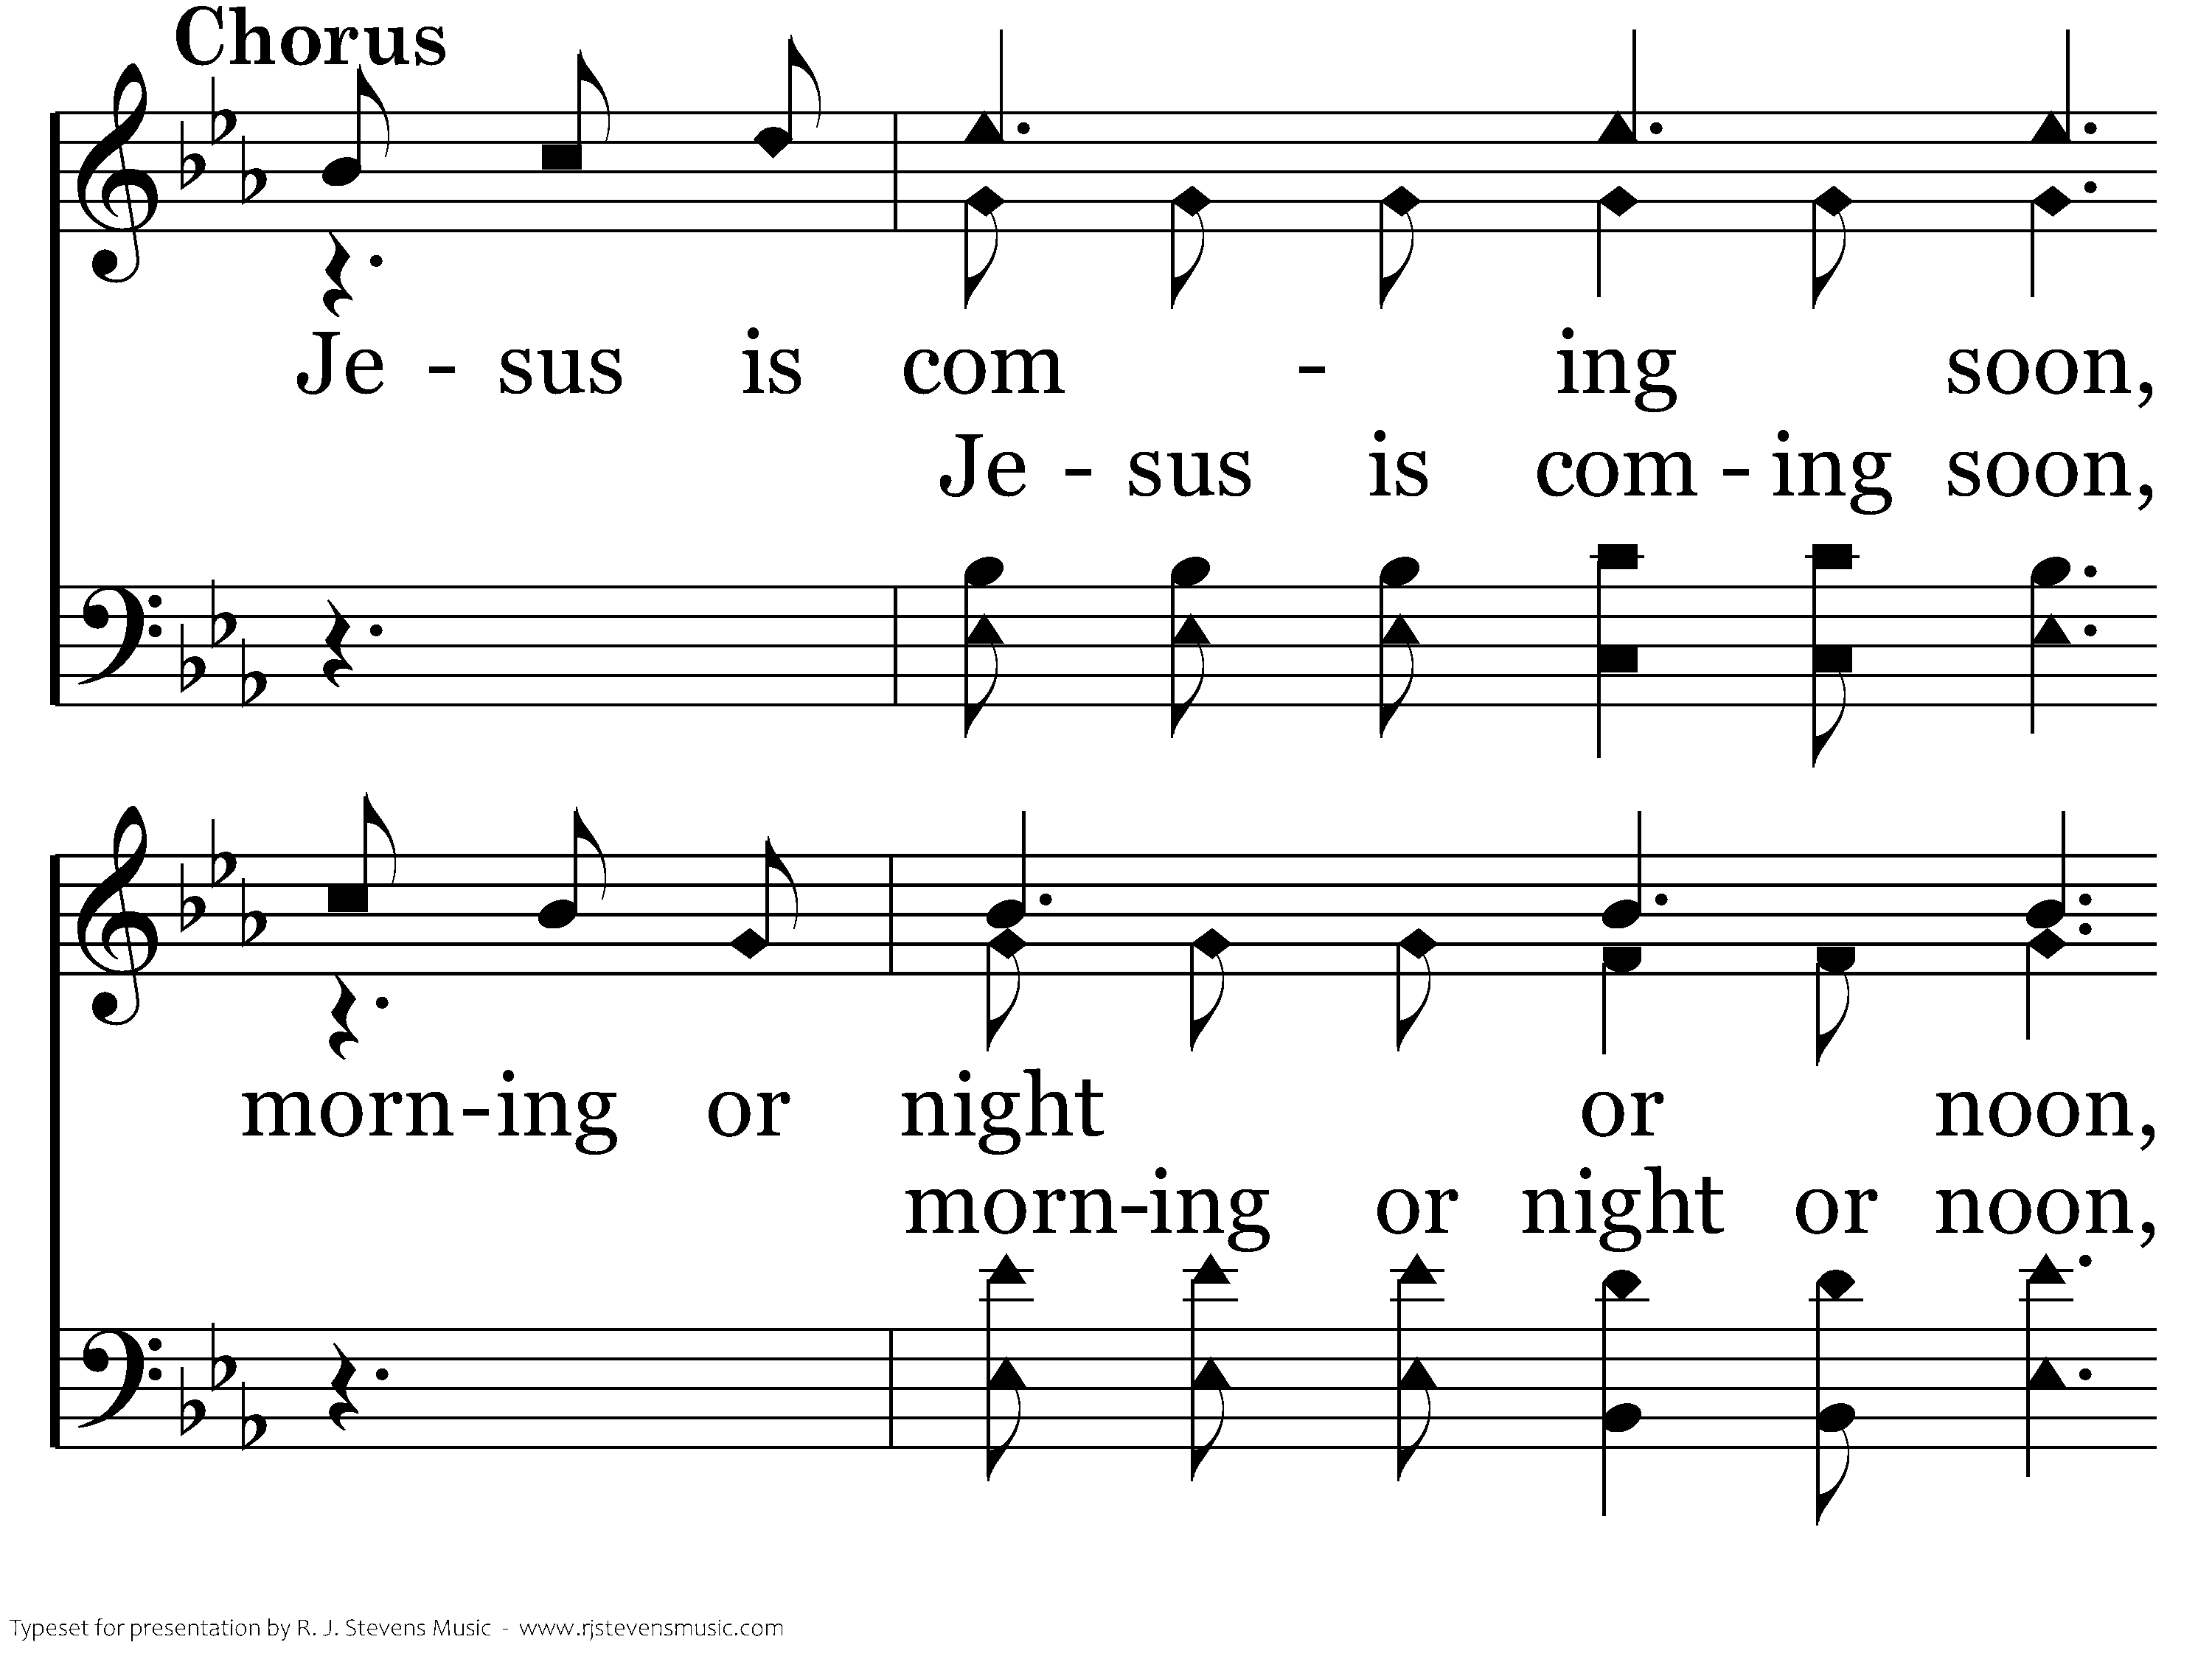 Chorus
Je - sus is com - ing soon,
Je - sus is com - ing soon,
morn-ing or night or noon,
morn-ing or night or noon,
Typeset for presentation by R. J. Stevens Music - www.rjstevensmusic.com